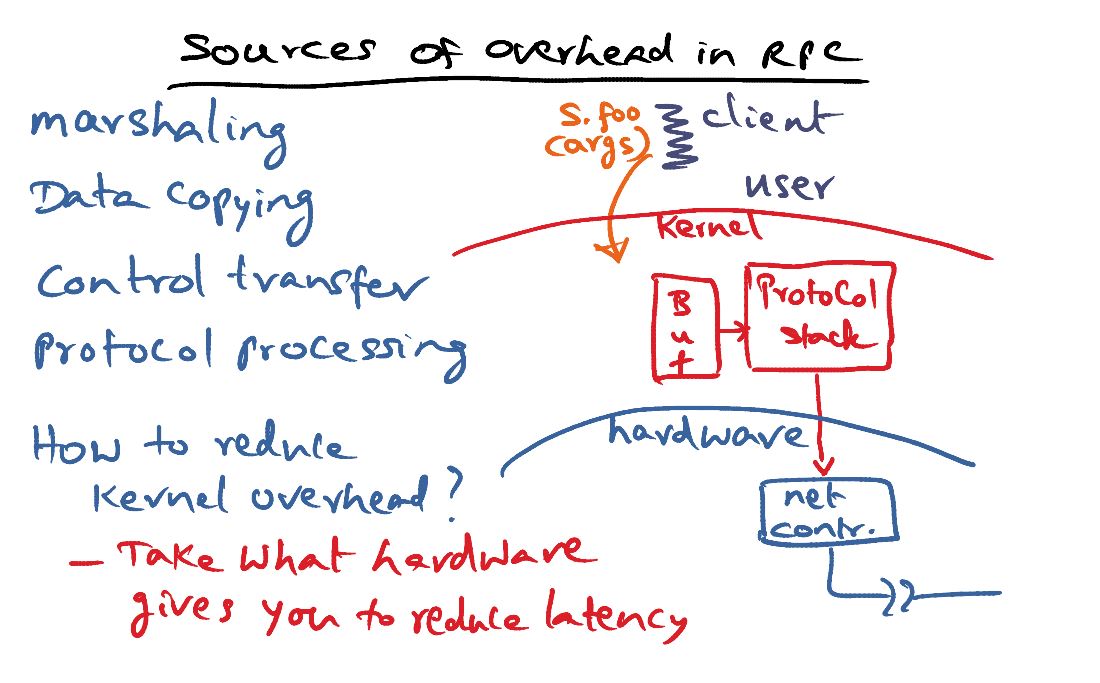 Sources of overhead in RPC
marshaling
Data copying
Control transfer
Protocol processing
How to reduce
kernel overhead?
- Take what hardware
gives you to reduce latency
S.foo
(args)
client
user
Kernel
B
u
f
Protocol
stack
hardware
net
contr.